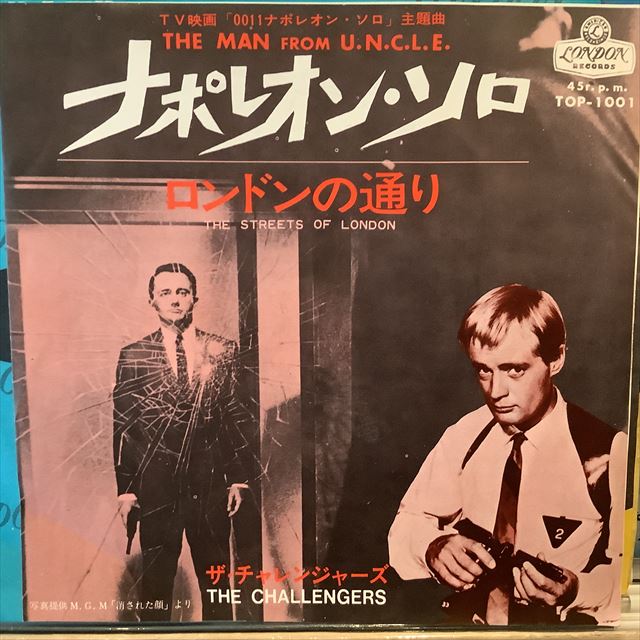 TV映画「0011ナポレオン・ソロ」主題曲
THE MAN FROM U.N.C.L.E.
ナポレオン・ソロ
L
LONDON
RECORDS
45r.p.m.
TOP-1001
ロンドンの通り
THE STREETS OF LONDON
2
ザ・チャレンジャーズ
THE CHALLENGERS
写真提供 M.G.M「消された顔」より